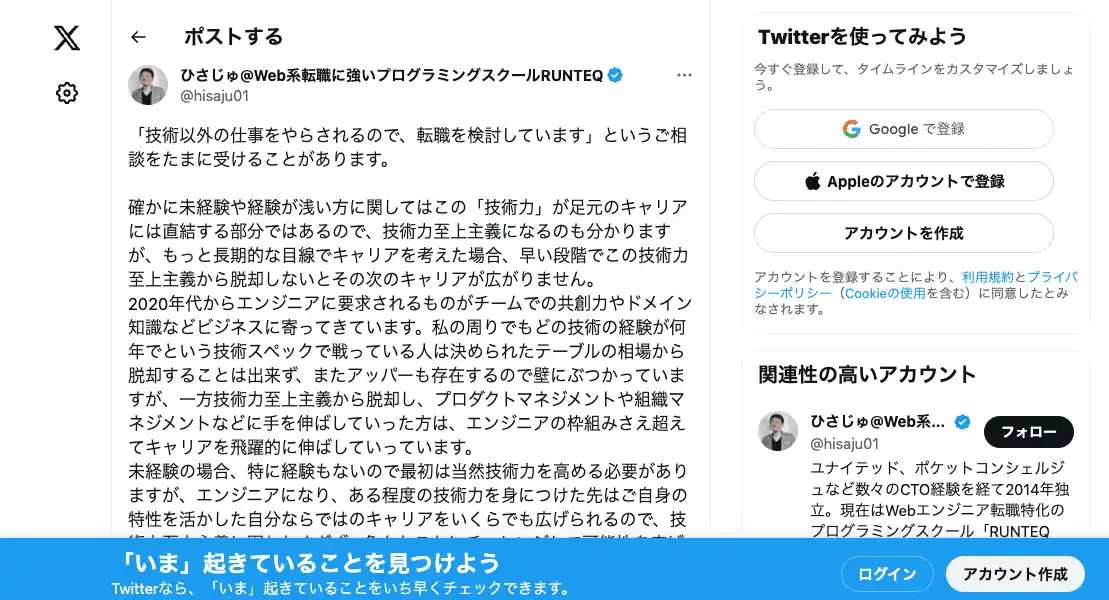 ポストする
ひさじゅ@Web系転職に強いプログラミングスクールRUNTEQ
@hisaju01
「技術以外の仕事をやらされるので、転職を検討しています」というご相
談をたまに受けることがあります。
確かに未経験や経験が浅い方に関してはこの「技術力」が足元のキャリア
には直結する部分ではあるので、技術力至上主義になるのも分かります
が、もっと長期的な目線でキャリアを考えた場合、早い段階でこの技術力
至上主義から脱却しないとその次のキャリアが広がりません。
2020年代からエンジニアに要求されるものがチームでの共創力やドメイン
知識などビジネスに寄ってきています。私の周りでもどの技術の経験が何
年でという技術スペックで戦っている人は決められたテーブルの相場から
脱却することは出来ず、またアッパーも存在するので壁にぶつかっていま
すが、一方技術力至上主義から脱却し、プロダクトマネジメントや組織マ
ネジメントなどに手を伸ばしていった方は、エンジニアの枠組みさえ超え
てキャリアを飛躍的に伸ばしていっています。
未経験の場合、特に経験もないので最初は当然技術力を高める必要があり
ますが、エンジニアになり、ある程度の技術力を身につけた先はご自身の
特性を活かした自分ならではのキャリアをいくらでも広げられるので、技
Twitterを使ってみよう
今すぐ登録して、タイムラインをカスタマイズしましょ
う。
Google で登録
Appleのアカウントで登録
アカウントを作成
アカウントを登録することにより、利用規約とプライバ
シーポリシー（Cookieの使用を含む）に同意したとみ
なされます。
関連性の高いアカウント
ひさじゅ@Web系...
@hisaju01
フォロー
ユナイテッド、ポケットコンシェルジ
ュなど数々のCTO経験を経て2014年独
立。現在はWebエンジニア転職特化の
プログラミングスクール「RUNTEQ
「いま」起きていることを見つけよう
Twitterなら、「いま」起きていることをいち早くチェックできます。
ログイン
アカウント作成